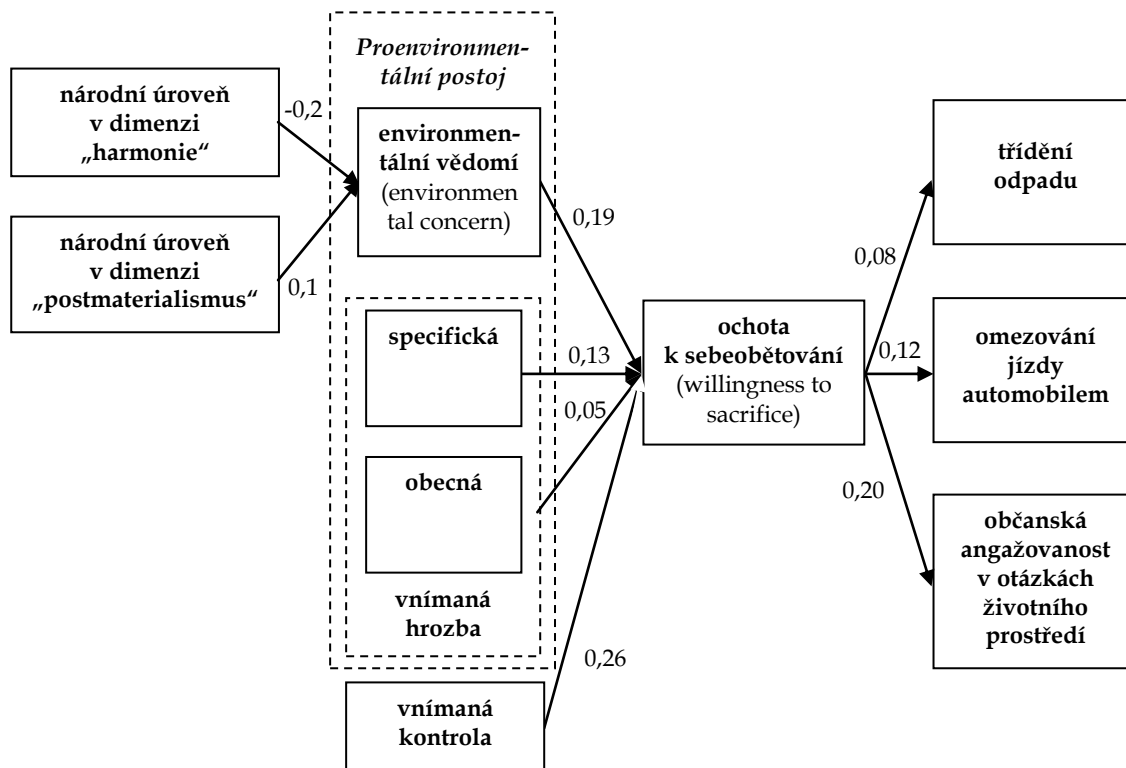 Proenvironmen-
tální postoj
národní úroveň
v dimenzi
„harmonie“
-0,2
národní úroveň
v dimenzi
„postmaterialismus“
0,1
environmen-
tální vědomí
(environmen
tal concern)
0,19
specifická
0,13
0,05
obecná
vnímaná
hrozba
0,26
vnímaná
kontrola
ochota
k sebeobětování
(willingness to
sacrifice)
0,08
0,12
0,20
třídění
odpadu
omezování
jízdy
automobilem
občanská
angažovanost
v otázkách
životního
prostředí